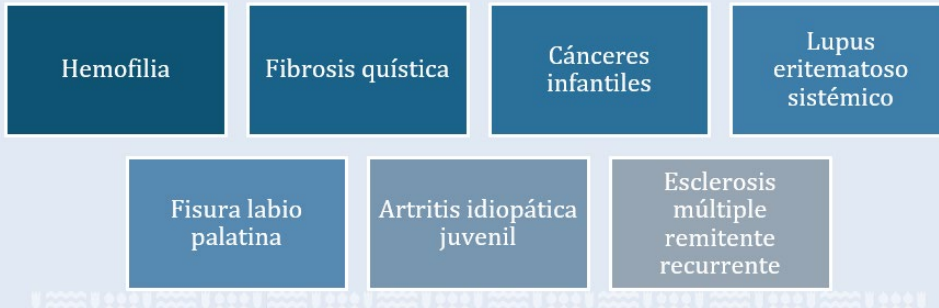 Hemofilia
Fibrosis quística
Cánceres
infantiles
Lupus
eritematoso
sistémico
Fisura labio
palatina
Artritis idiopática
juvenil
Esclerosis
múltiple
remitente
recurrente